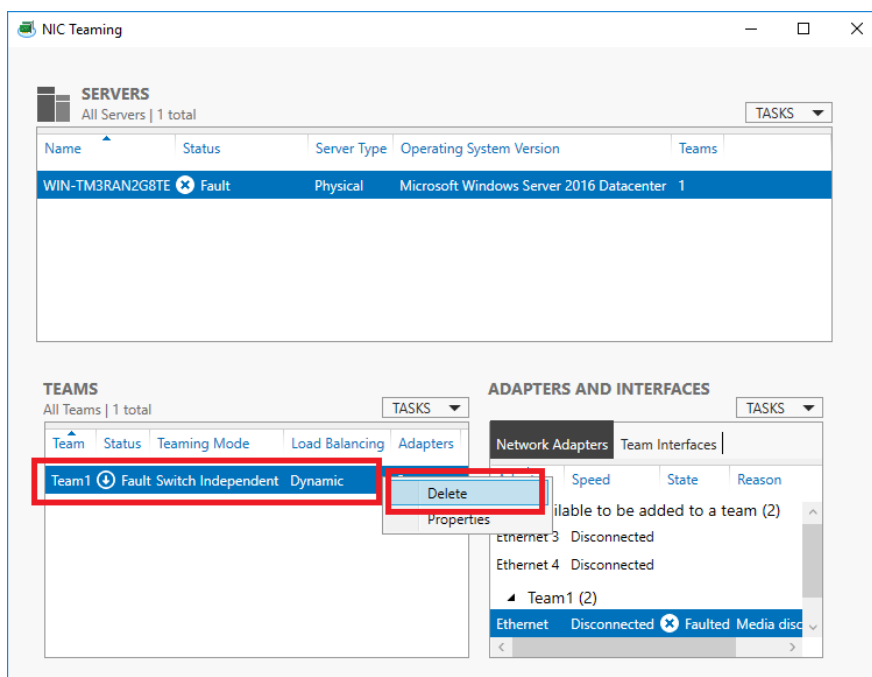 NIC Teaming
SERVERS
All Servers | 1 total
TASKS
Name Status Server Type Operating System Version Teams
WIN-TM3RAN2G8TE Fault Physical Microsoft Windows Server 2016 Datacenter 1
TEAMS
All Teams | 1 total
TASKS
Team Status Teaming Mode Load Balancing Adapters
Team1 Fault Switch Independent Dynamic
Delete
Properties
ADAPTERS AND INTERFACES
TASKS
Network Adapters Team Interfaces
Speed State Reason
to be added to a team (2)
Ethernet 3 Disconnected
Ethernet 4 Disconnected
Team1 (2)
Ethernet Disconnected Faulted Media disc